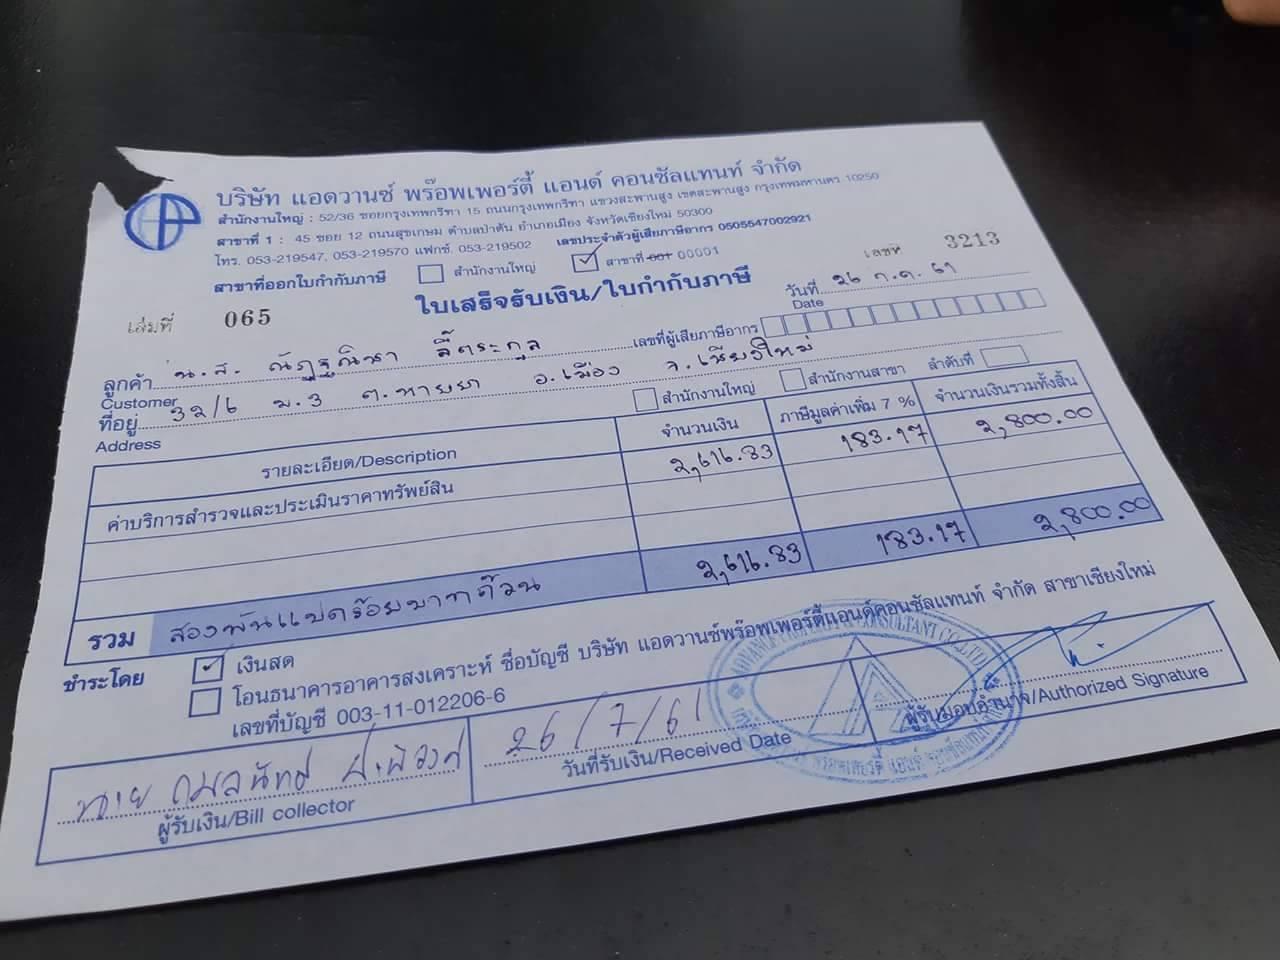 บริษัท แอดวานซ์ พร๊อพเพอร์ตี้ แอนด์ คอนซัลแทนท์ จำกัด
สำนักงานใหญ่ : 52/36 ซอยกรุงเทพกรีฑา 15 ถนนกรุงเทพกรีฑา แขวงสะพานสูง เขตสะพานสูง กรุงเทพมหานคร 10250
สาขาที่ 1 : 45 ซอย 12 ถนนสุขเกษม ตำบลป่าตัน อำเภอเมือง จังหวัดเชียงใหม่ 50300
โทร. 053-219547, 053-219570 แฟกซ์. 053-219502 เลขประจำตัวผู้เสียภาษีอากร 0505547002921
สาขาที่ออกใบกำกับภาษี สำนักงานใหญ่ สาขาที่ 001 00001 เลขที่ 3213
เล่มที่ 065 ใบเสร็จรับเงิน/ใบกำกับภาษี วันที่ 26 ก.ค. 61
Date
ลูกค้า น.ส. ณัฏฐณิชา ลี้ตระกูล เลขที่ผู้เสียภาษีอากร
Customer
ที่อยู่ 32/6 ม.3 ต.หายยา อ.เมือง จ.เชียงใหม่
Address
สำนักงานใหญ่ สำนักงานสาขา ลำดับที่
รายละเอียด/Description จำนวนเงิน ภาษีมูลค่าเพิ่ม 7 % จำนวนเงินรวมทั้งสิ้น
ค่าบริการสำรวจและประเมินราคาทรัพย์สิน 2,616.83 183.17 2,800.00
รวม สองพันแปดร้อยบาทถ้วน 2,616.83 183.17 2,800.00
ชำระโดย เงินสด
โอนธนาคารอาคารสงเคราะห์ ชื่อบัญชี บริษัท แอดวานซ์พร๊อพเพอร์ตี้แอนด์คอนซัลแทนท์ จำกัด สาขาเชียงใหม่
เลขที่บัญชี 003-11-012206-6
นาย 26/7/61
ผู้รับเงิน/Bill collector วันที่รับเงิน/Received Date ผู้รับมอบอำนาจ/Authorized Signature